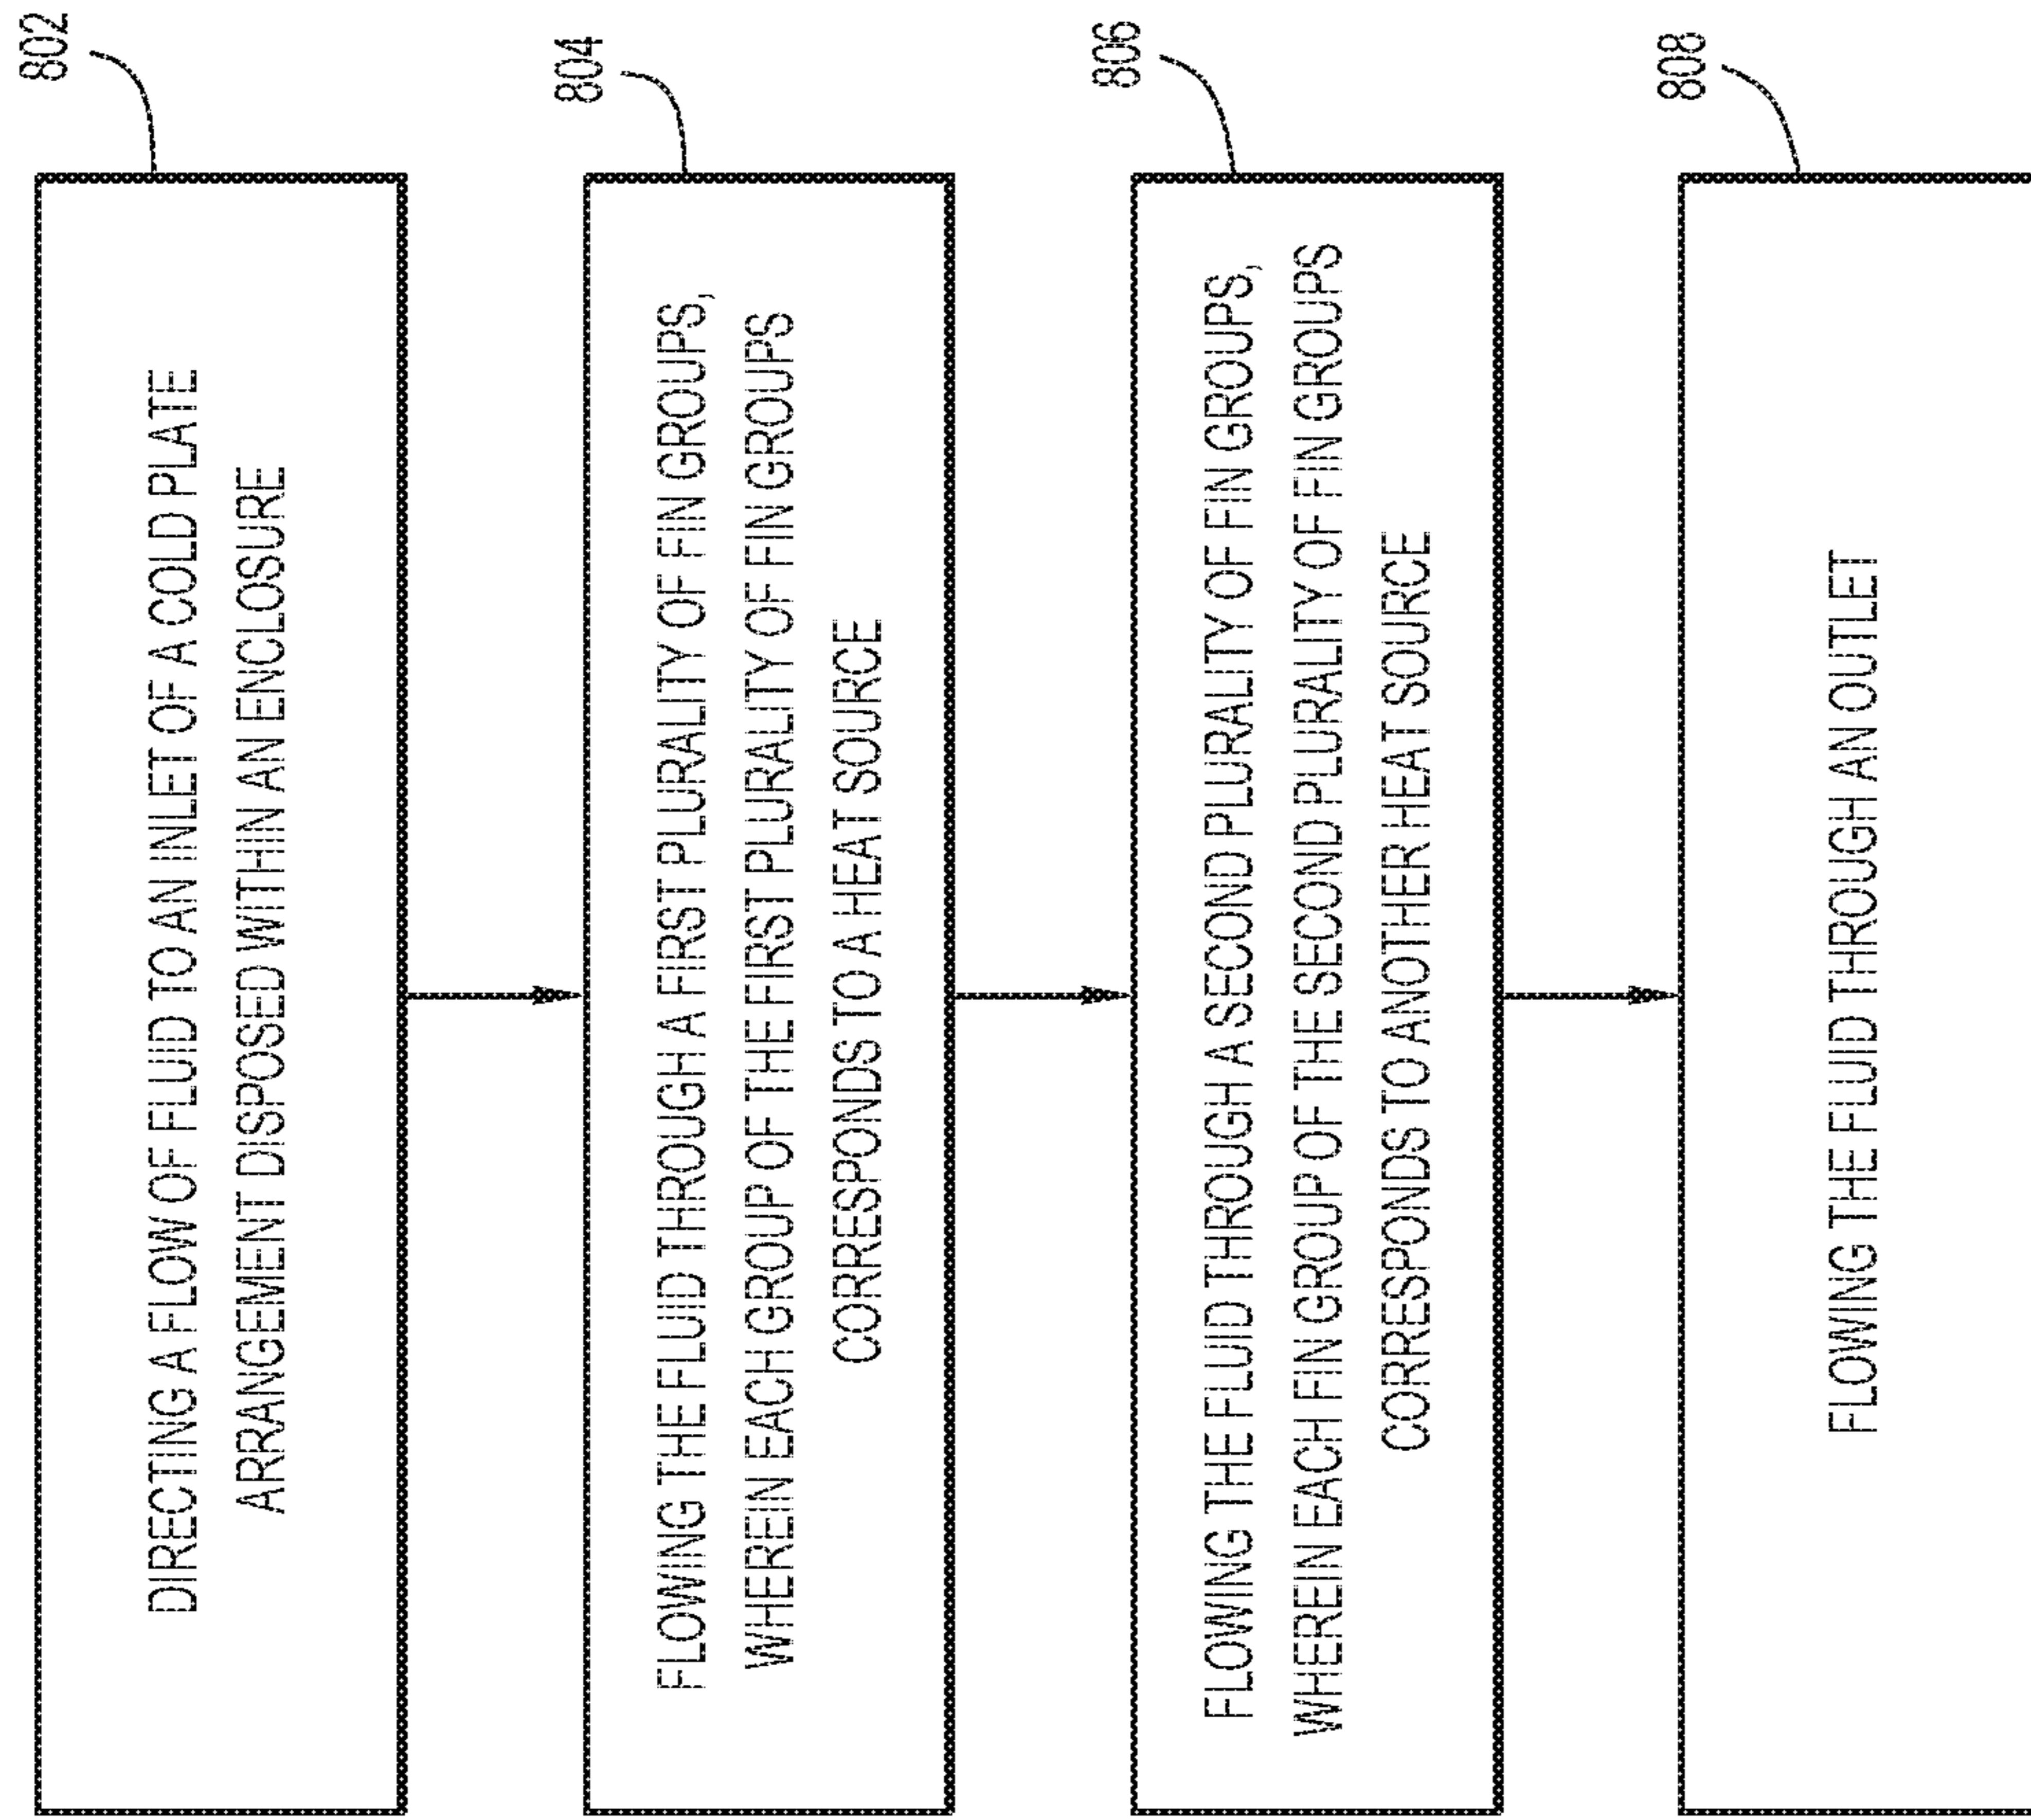 802
DIRECTING A FLOW OF FLUID TO AN INLET OF A COLD PLATE
ARRANGEMENT DISPOSED WITHIN AN ENCLOSURE
804
FLOWING THE FLUID THROUGH A FIRST PLURALITY OF FIN GROUPS,
WHEREIN EACH GROUP OF THE FIRST PLURALITY OF FIN GROUPS
CORRESPONDS TO A HEAT SOURCE
806
FLOWING THE FLUID THROUGH A SECOND PLURALITY OF FIN GROUPS,
WHEREIN EACH FIN GROUP OF THE SECOND PLURALITY OF FIN GROUPS
CORRESPONDS TO ANOTHER HEAT SOURCE
808
FLOWING THE FLUID THROUGH AN OUTLET